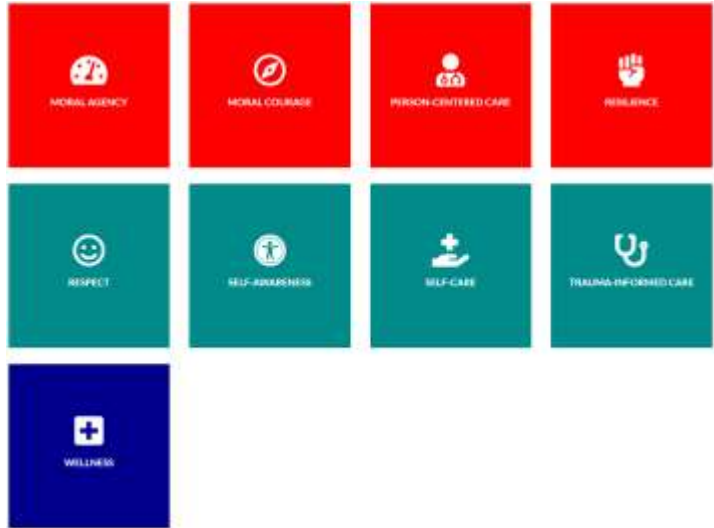 MORAL AGENCY
MORAL COURAGE
PERSON-CENTERED CARE
RESILIENCE
RESPECT
SELF-AWARENESS
SELF-CARE
TRAUMA-INFORMED CARE
WELLNESS